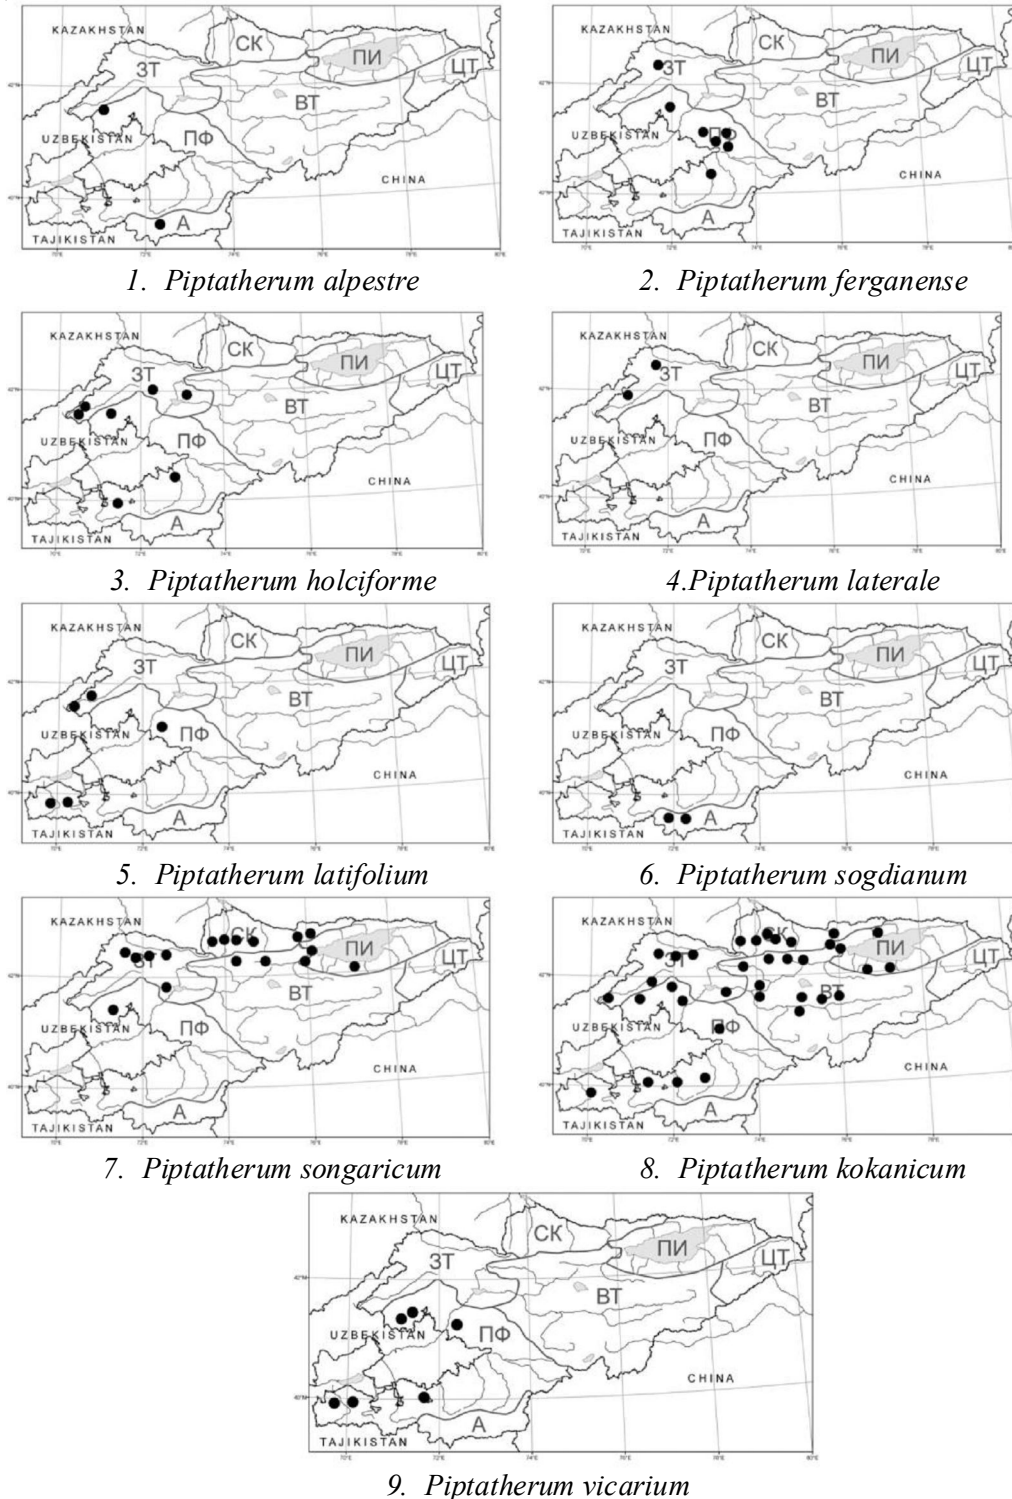 KAZAKHSTAN
СК
ПИ
ЦТ
ЗТ
ВТ
UZBEKISTAN
ПФ
CHINA
А
TAJIKISTAN
1. Piptatherum alpestre
KAZAKHSTAN
СК
ПИ
ЦТ
ЗТ
ВТ
UZBEKISTAN
ПФ
CHINA
А
TAJIKISTAN
2. Piptatherum ferganense
KAZAKHSTAN
СК
ПИ
ЦТ
ЗТ
ВТ
UZBEKISTAN
ПФ
CHINA
А
TAJIKISTAN
3. Piptatherum holciforme
KAZAKHSTAN
СК
ПИ
ЦТ
ЗТ
ВТ
UZBEKISTAN
ПФ
CHINA
А
TAJIKISTAN
4.Piptatherum laterale
KAZAKHSTAN
СК
ПИ
ЦТ
ЗТ
ВТ
UZBEKISTAN
ПФ
CHINA
А
TAJIKISTAN
5. Piptatherum latifolium
KAZAKHSTAN
СК
ПИ
ЦТ
ЗТ
ВТ
UZBEKISTAN
ПФ
CHINA
А
TAJIKISTAN
6. Piptatherum sogdianum
KAZAKHSTAN
СК
ПИ
ЦТ
ЗТ
ВТ
UZBEKISTAN
ПФ
CHINA
А
TAJIKISTAN
7. Piptatherum songaricum
KAZAKHSTAN
СК
ПИ
ЦТ
ЗТ
ВТ
UZBEKISTAN
ПФ
CHINA
А
TAJIKISTAN
8. Piptatherum kokanicum
KAZAKHSTAN
СК
ПИ
ЦТ
ЗТ
ВТ
UZBEKISTAN
ПФ
CHINA
А
TAJIKISTAN
9. Piptatherum vicarium